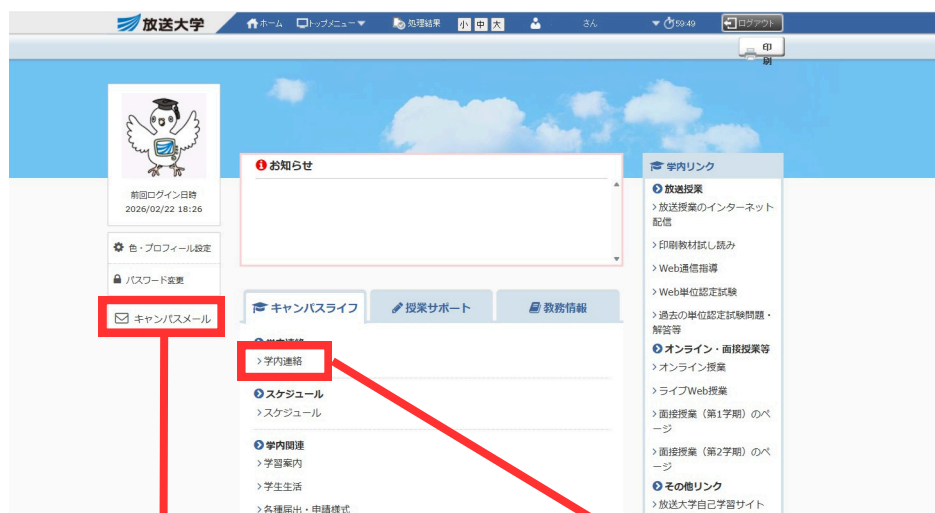 放送大学
ホーム トップメニュー▼ 処理結果 小 中 大 さん ▼ 59:49 ログアウト
印刷
前回ログイン日時
2026/02/22 18:26
色・プロフィール設定
パスワード変更
キャンパスメール
お知らせ
キャンパスライフ 授業サポート 教務情報
学内連絡
>学内連絡
スケジュール
>スケジュール
学内関連
>学習案内
>学生生活
>各種届出・申請様式
学内リンク
放送授業
>放送授業のインターネット
配信
>印刷教材試し読み
>Web通信指導
>Web単位認定試験
>過去の単位認定試験問題・
解答等
オンライン・面接授業等
>オンライン授業
>ライブWeb授業
>面接授業（第1学期）のペ
ージ
>面接授業（第2学期）のペ
ージ
その他リンク
>放送大学自己学習サイト